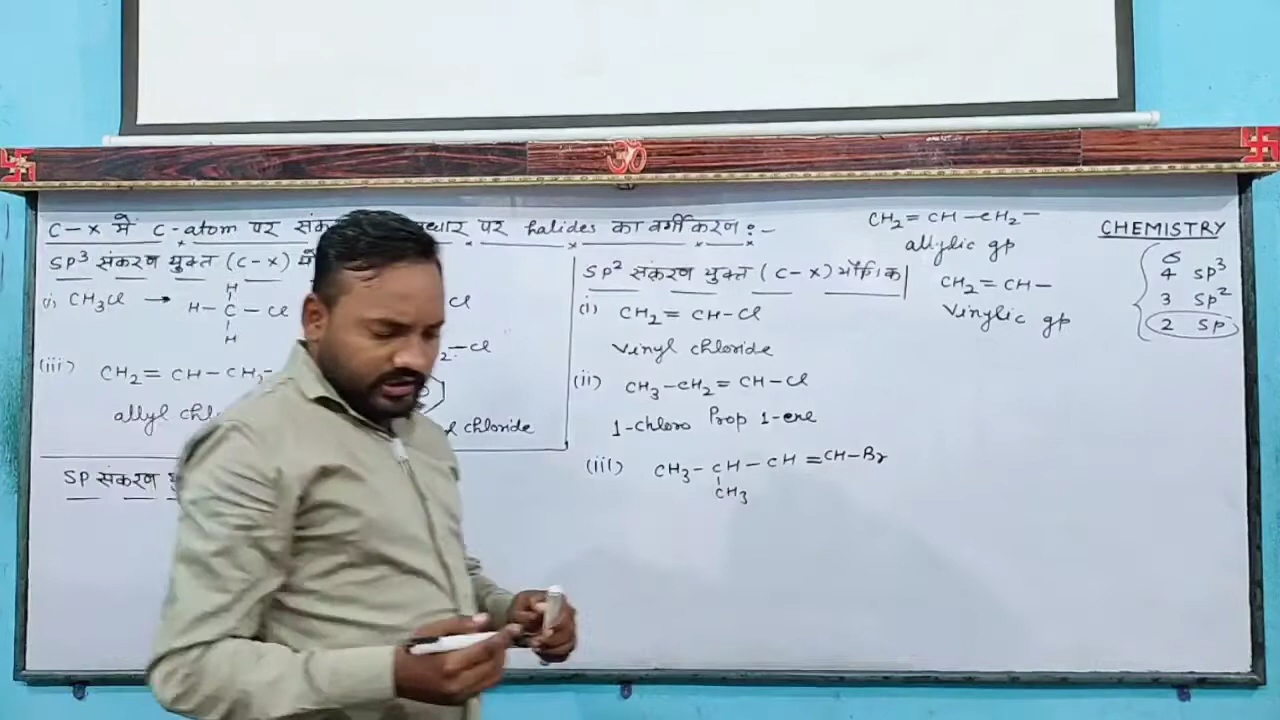 C-X में C-atom पर पर halides का वर्गीकरण :-
SP³ संकरण युक्त (C-X)
(i) CH₃Cl → H-C-Cl
H
H
Cl
₂-Cl
(iii) CH₂=CH-CH₂-
allyl
chloride
SP संकरण
SP² संकरण युक्त (C-X) यौगिक
(i) CH₂=CH-Cl
Vinyl chloride
(ii) CH₃-CH₂=CH-Cl
1-chloro Prop 1-ene
(iii) CH₃-CH-CH=CH-Br
CH₃
CH₂=CH-CH₂-
allylic gp
CH₂=CH-
Vinylic gp
CHEMISTRY
4 SP³
3 SP²
2 SP